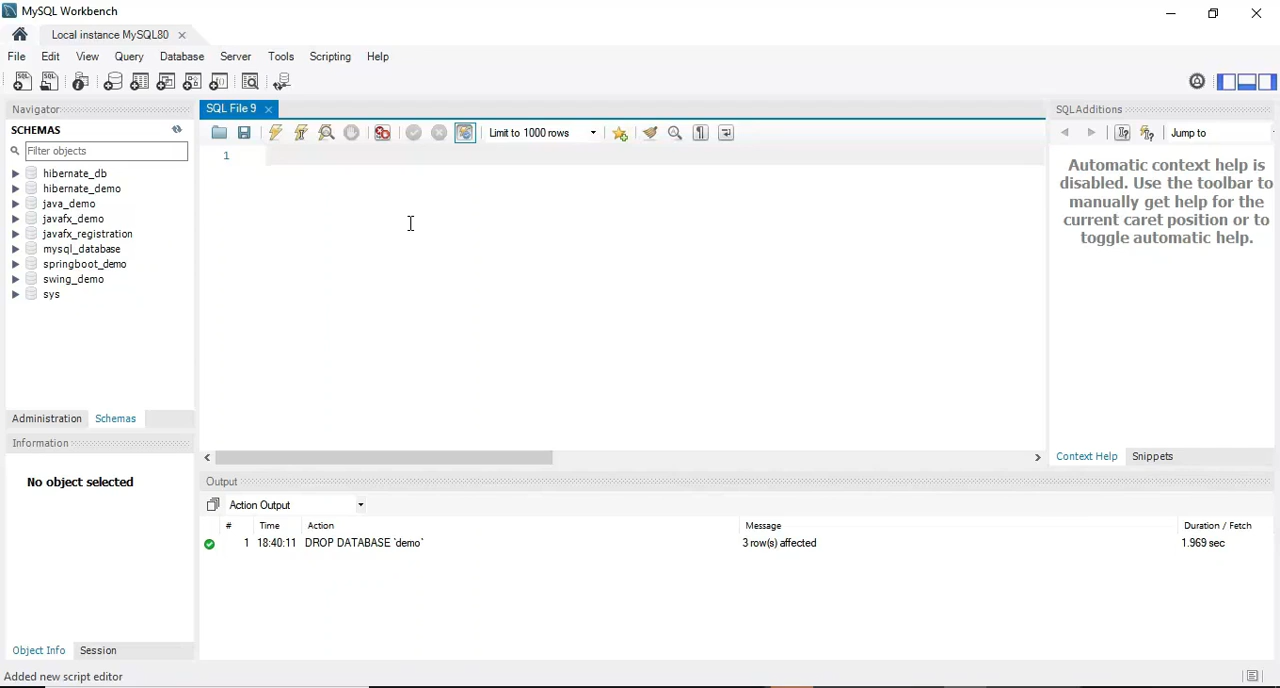 MySQL Workbench
Local instance MySQL80
File Edit View Query Database Server Tools Scripting Help
Navigator
SCHEMAS
Filter objects
hibernate_db
hibernate_demo
java_demo
javafx_demo
javafx_registration
mysql_database
springboot_demo
swing_demo
sys
Administration Schemas
Information
No object selected
Object Info Session
SQL File 9
Limit to 1000 rows
1
SQLAdditions
Jump to
Automatic context help is
disabled. Use the toolbar to
manually get help for the
current caret position or to
toggle automatic help.
Context Help Snippets
Output
Action Output
# Time Action Message Duration / Fetch
1 18:40:11 DROP DATABASE `demo` 3 row(s) affected 1.969 sec
Added new script editor